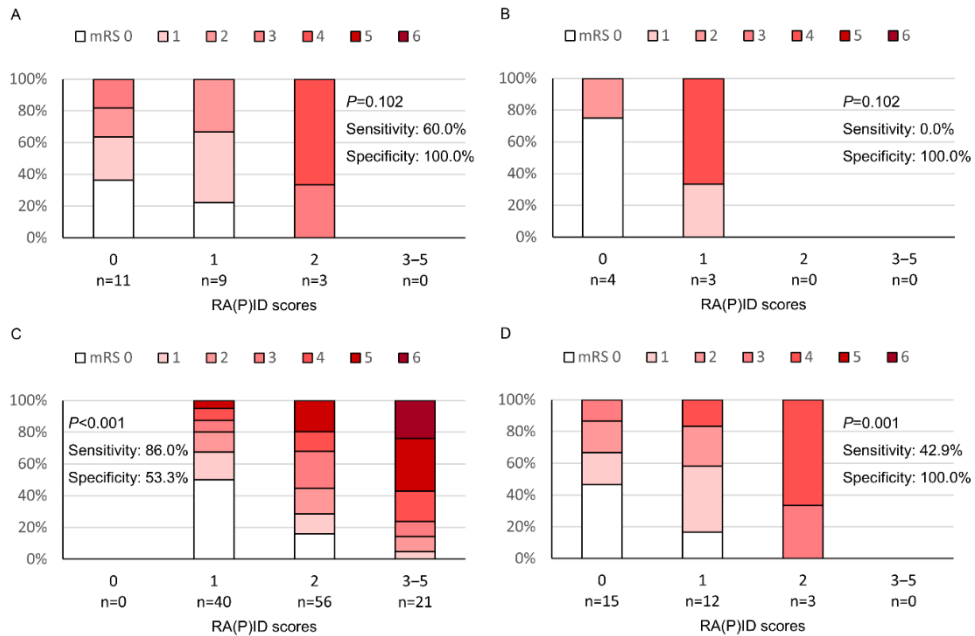 A
mRS 0 1 2 3 4 5 6
100%
80%
60%
40%
20%
0%
P=0.102
Sensitivity: 60.0%
Specificity: 100.0%
0 1 2 3–5
n=11 n=9 n=3 n=0
RA(P)ID scores
B
mRS 0 1 2 3 4 5 6
100%
80%
60%
40%
20%
0%
P=0.102
Sensitivity: 0.0%
Specificity: 100.0%
0 1 2 3–5
n=4 n=3 n=0 n=0
RA(P)ID scores
C
mRS 0 1 2 3 4 5 6
100%
80%
60%
40%
20%
0%
P<0.001
Sensitivity: 86.0%
Specificity: 53.3%
0 1 2 3–5
n=0 n=40 n=56 n=21
RA(P)ID scores
D
mRS 0 1 2 3 4 5 6
100%
80%
60%
40%
20%
0%
P=0.001
Sensitivity: 42.9%
Specificity: 100.0%
0 1 2 3–5
n=15 n=12 n=3 n=0
RA(P)ID scores